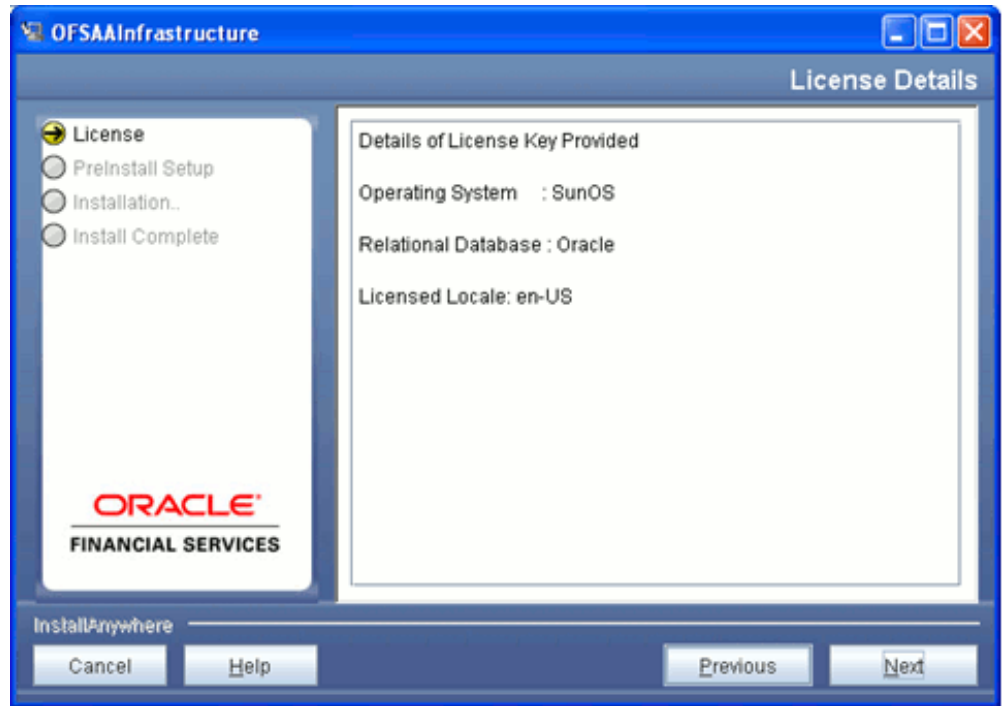 OFSAAInfrastructure
License Details
License
PreInstall Setup
Installation..
Install Complete
Details of License Key Provided
Operating System : SunOS
Relational Database : Oracle
Licensed Locale: en-US
ORACLE
FINANCIAL SERVICES
InstallAnywhere
Cancel
Help
Previous
Next